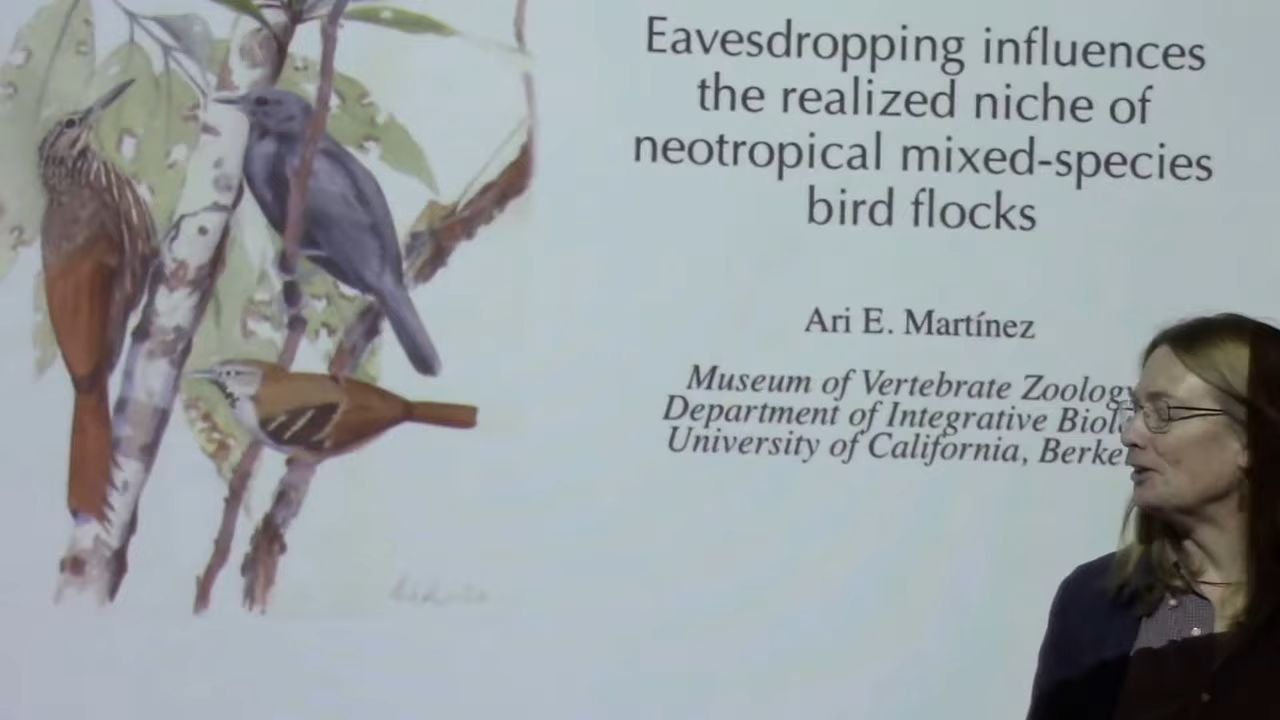 Eavesdropping influences
the realized niche of
neotropical mixed-species
bird flocks
Ari E. Martínez
Museum of Vertebrate Zoology
Department of Integrative Biol
University of California, Berke